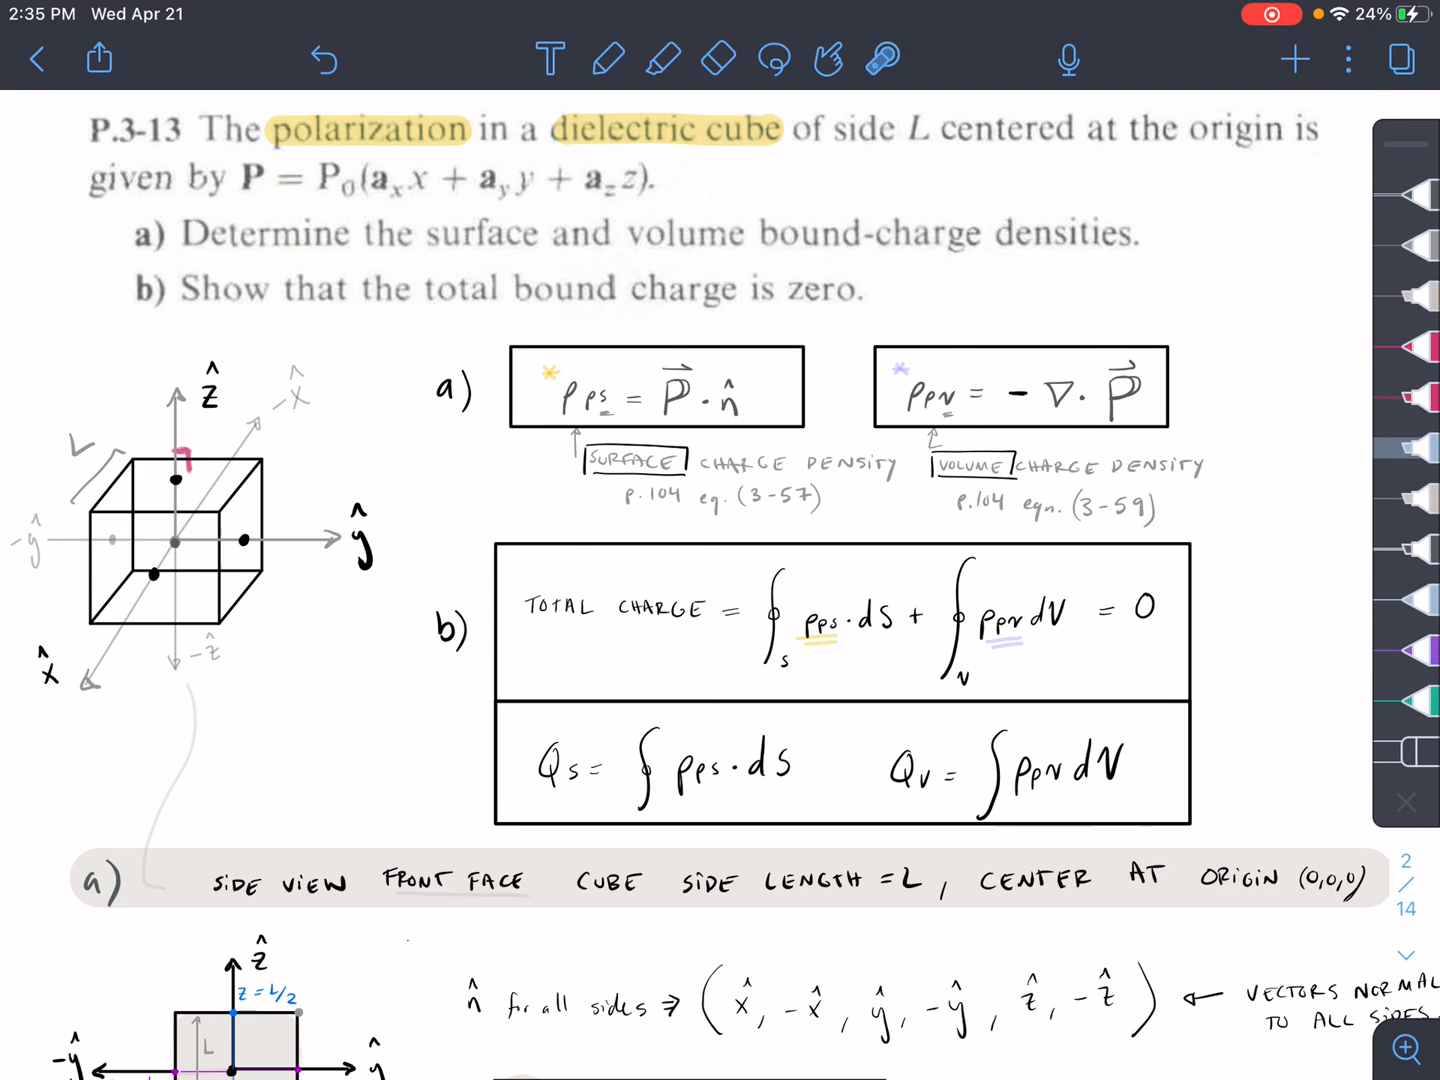 2:35 PM Wed Apr 21 24%
P.3-13 The polarization in a dielectric cube of side L centered at the origin is
given by P = P₀(aₓx + a_y y + a_z z).
a) Determine the surface and volume bound-charge densities.
b) Show that the total bound charge is zero.
ẑ
-x̂
L
-ŷ
ŷ
x̂
-ẑ
a) * ρps = P⃗ · n̂
* ρpv = - ∇ · P⃗
SURFACE CHARGE DENSITY
p.104 eq. (3-57)
VOLUME CHARGE DENSITY
p.104 eqn. (3-59)
b) TOTAL CHARGE = ∮s ρps · ds + ∮v ρpv dV = 0
Qs = ∮ ρps · ds Qv = ∫ ρpv dV
a) SIDE VIEW FRONT FACE CUBE SIDE LENGTH = L, CENTER AT ORIGIN (0,0,0)
2
/
14
ẑ
z = L/2
L
-ŷ
ŷ
n̂ for all sides ⇒ (x̂, -x̂, ŷ, -ŷ, ẑ, -ẑ) ← VECTORS NORMAL
TO ALL SIDES.